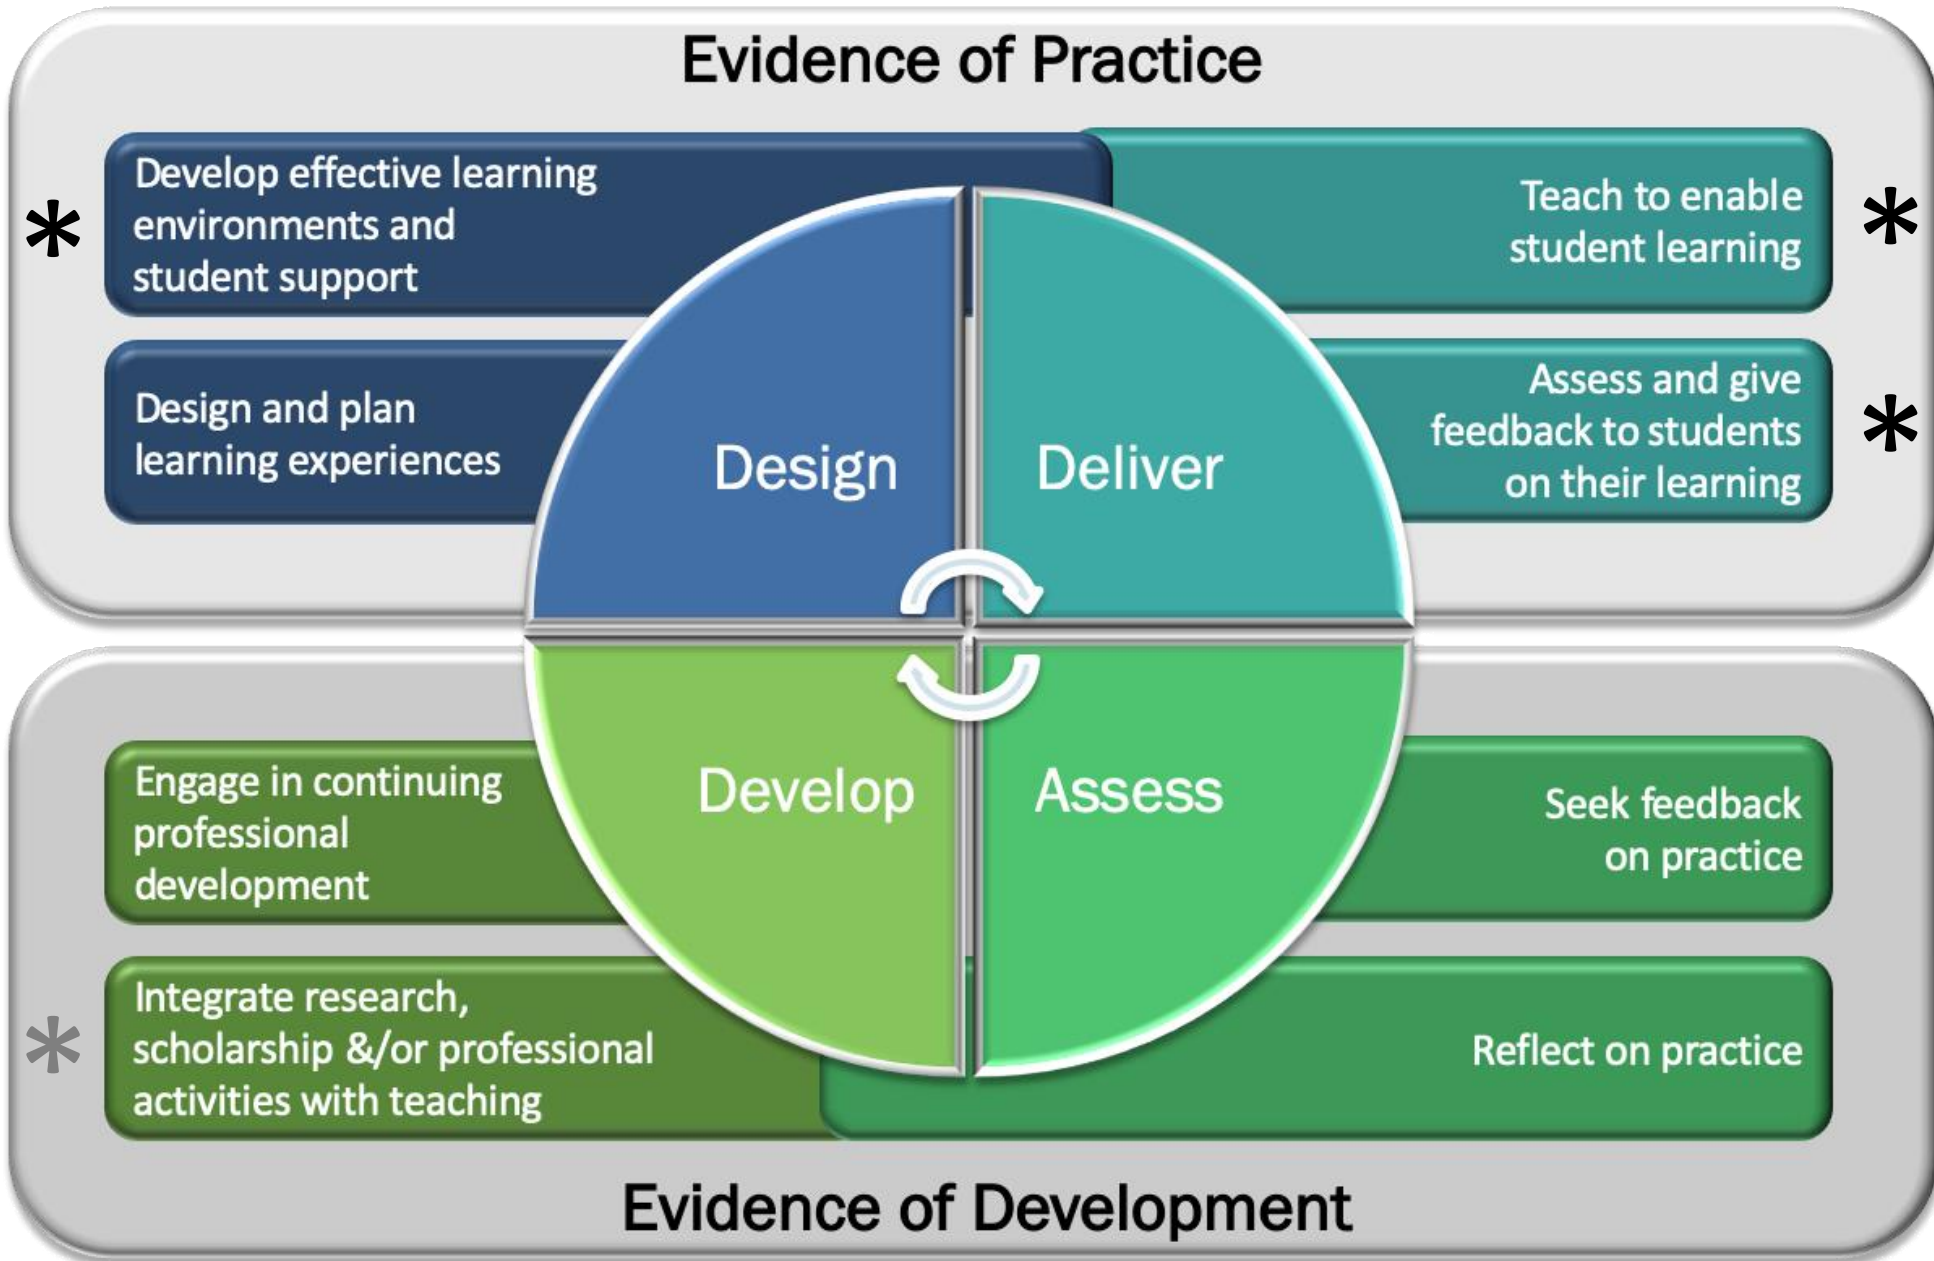 Evidence of Practice
*
Develop effective learning
environments and
student support
Teach to enable
student learning
*
Design and plan
learning experiences
Assess and give
feedback to students
on their learning
*
Design
Deliver
Develop
Assess
Engage in continuing
professional
development
Seek feedback
on practice
*
Integrate research,
scholarship &/or professional
activities with teaching
Reflect on practice
Evidence of Development